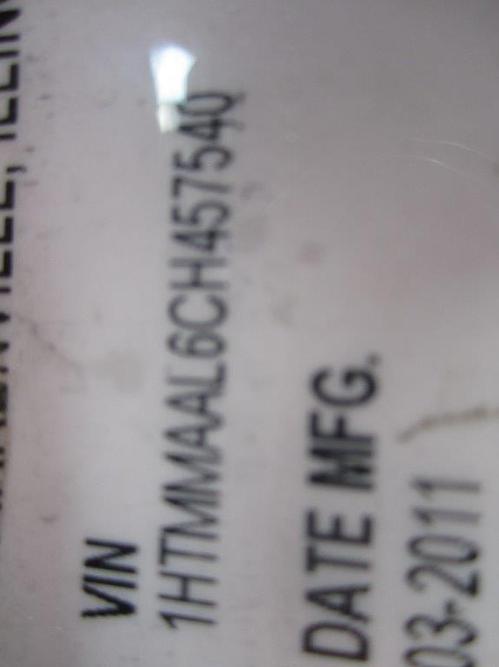 VIN
1HTMMAAL6CH457540
DATE MFG.
03-2011